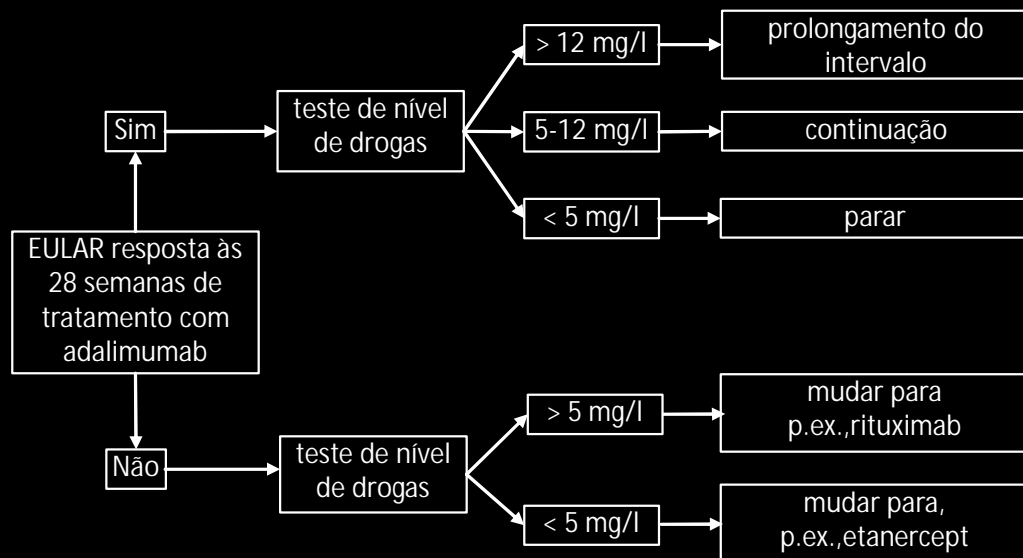 EULAR resposta às
28 semanas de
tratamento com
adalimumab
Sim
teste de nível
de drogas
> 12 mg/l
prolongamento do
intervalo
5-12 mg/l
continuação
< 5 mg/l
parar
Não
teste de nível
de drogas
> 5 mg/l
mudar para
p.ex.,rituximab
< 5 mg/l
mudar para,
p.ex.,etanercept